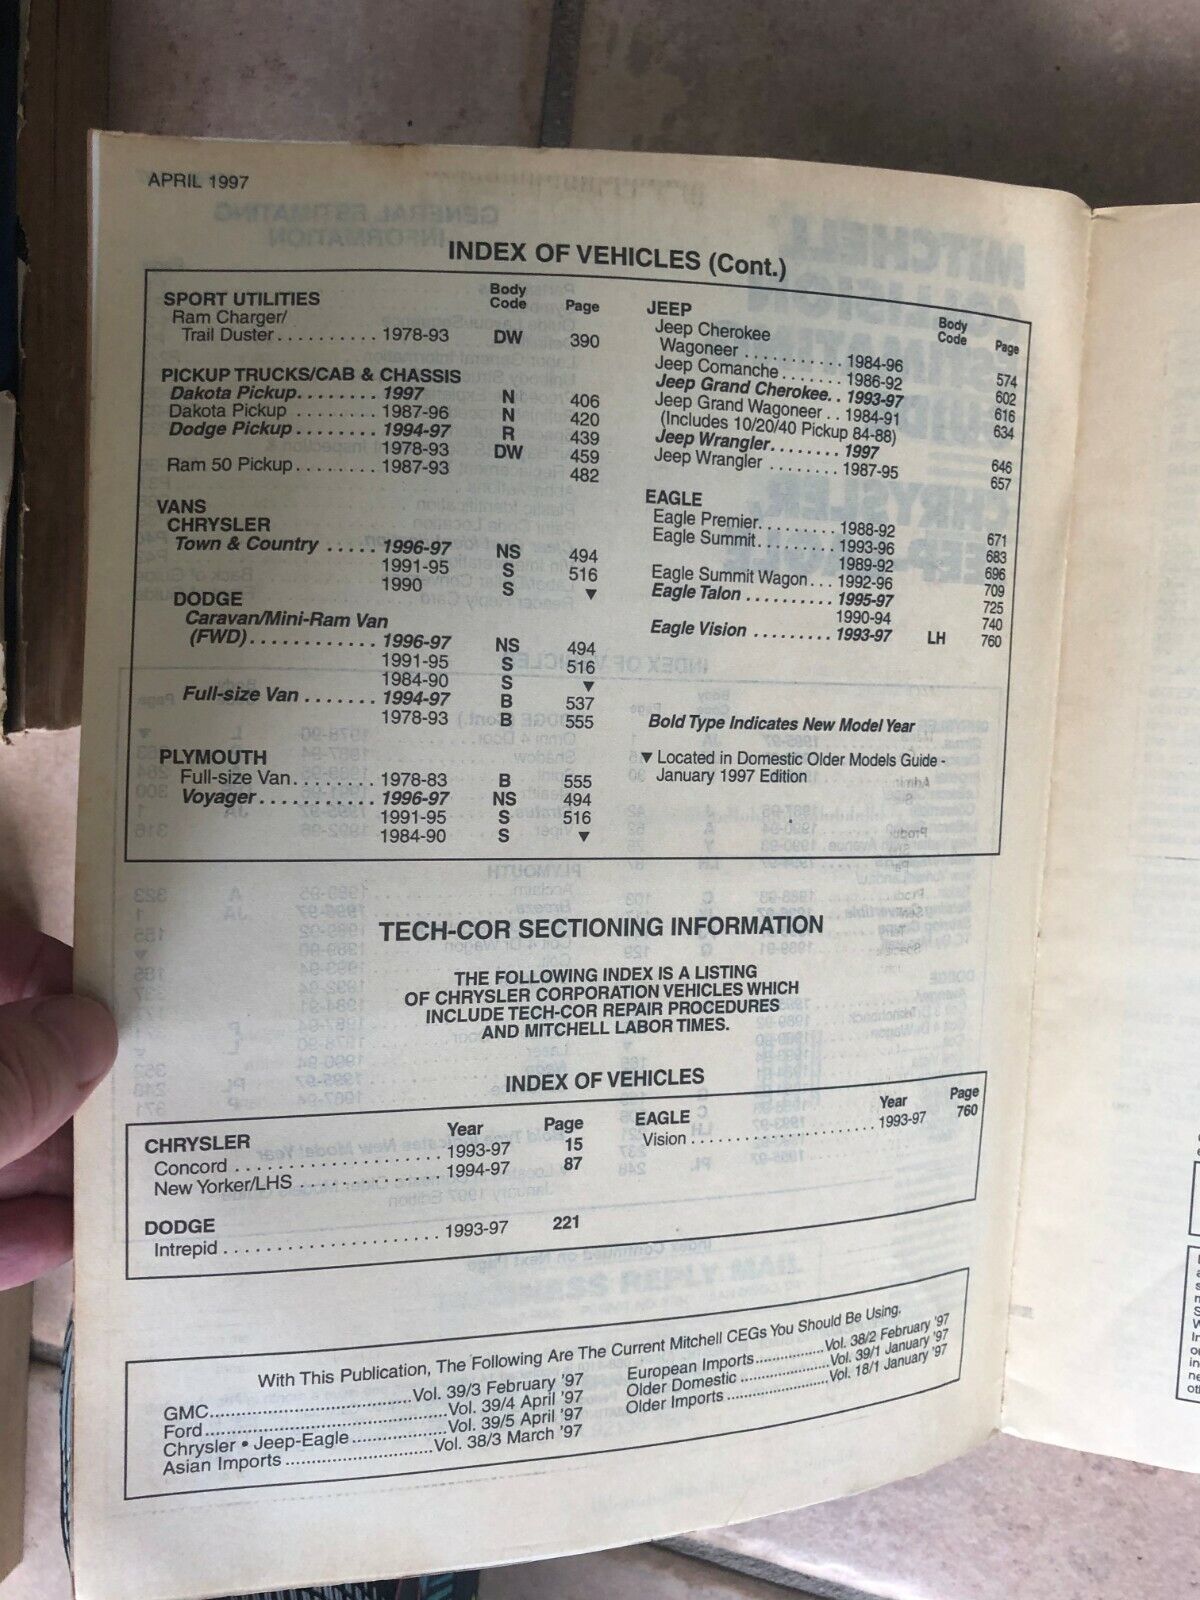 APRIL 1997
INDEX OF VEHICLES (Cont.)
Body
Code Page
SPORT UTILITIES
Ram Charger/
Trail Duster . . . . . . . . . . 1978-93 DW 390
PICKUP TRUCKS/CAB & CHASSIS
Dakota Pickup. . . . . . . . 1997 N 406
Dakota Pickup . . . . . . . . 1987-96 N 420
Dodge Pickup . . . . . . . . 1994-97 R 439
1978-93 DW 459
Ram 50 Pickup . . . . . . . . 1987-93 482
VANS
CHRYSLER
Town & Country . . . . . 1996-97 NS 494
1991-95 S 516
1990 S ▼
DODGE
Caravan/Mini-Ram Van
(FWD) . . . . . . . . . . . . 1996-97 NS 494
1991-95 S 516
1984-90 S ▼
Full-size Van . . . . . . . 1994-97 B 537
1978-93 B 555
PLYMOUTH
Full-size Van. . . . . . . . 1978-83 B 555
Voyager . . . . . . . . . . . 1996-97 NS 494
1991-95 S 516
1984-90 S ▼
Body
Code Page
JEEP
Jeep Cherokee
Wagoneer . . . . . . . . . . 1984-96 574
Jeep Comanche . . . . . . . 1986-92 602
Jeep Grand Cherokee. . 1993-97 616
Jeep Grand Wagoneer . . 1984-91 634
(Includes 10/20/40 Pickup 84-88)
Jeep Wrangler. . . . . . . . 1997 646
Jeep Wrangler . . . . . . . . 1987-95 657
EAGLE
Eagle Premier. . . . . . . . . 1988-92 671
Eagle Summit. . . . . . . . . 1993-96 683
1989-92 696
Eagle Summit Wagon . . . 1992-96 709
Eagle Talon . . . . . . . . . . 1995-97 725
1990-94 740
Eagle Vision . . . . . . . . . 1993-97 LH 760
Bold Type Indicates New Model Year
▼ Located in Domestic Older Models Guide -
January 1997 Edition
TECH-COR SECTIONING INFORMATION
THE FOLLOWING INDEX IS A LISTING
OF CHRYSLER CORPORATION VEHICLES WHICH
INCLUDE TECH-COR REPAIR PROCEDURES
AND MITCHELL LABOR TIMES.
INDEX OF VEHICLES
CHRYSLER Year Page
Concord . . . . . . . . . . . . . . . . . . . . 1993-97 15
New Yorker/LHS . . . . . . . . . . . . . . 1994-97 87
DODGE
Intrepid . . . . . . . . . . . . . . . . . . . . . 1993-97 221
EAGLE Year Page
Vision . . . . . . . . . . . . . . . . . . . 1993-97 760
With This Publication, The Following Are The Current Mitchell CEGs You Should Be Using.
GMC....................................Vol. 39/3 February '97
Ford..........................................Vol. 39/4 April '97
Chrysler • Jeep-Eagle..................Vol. 39/5 April '97
Asian Imports ...........................Vol. 38/3 March '97
European Imports..............Vol. 38/2 February '97
Older Domestic ....................Vol. 39/1 January '97
Older Imports ......................Vol. 18/1 January '97